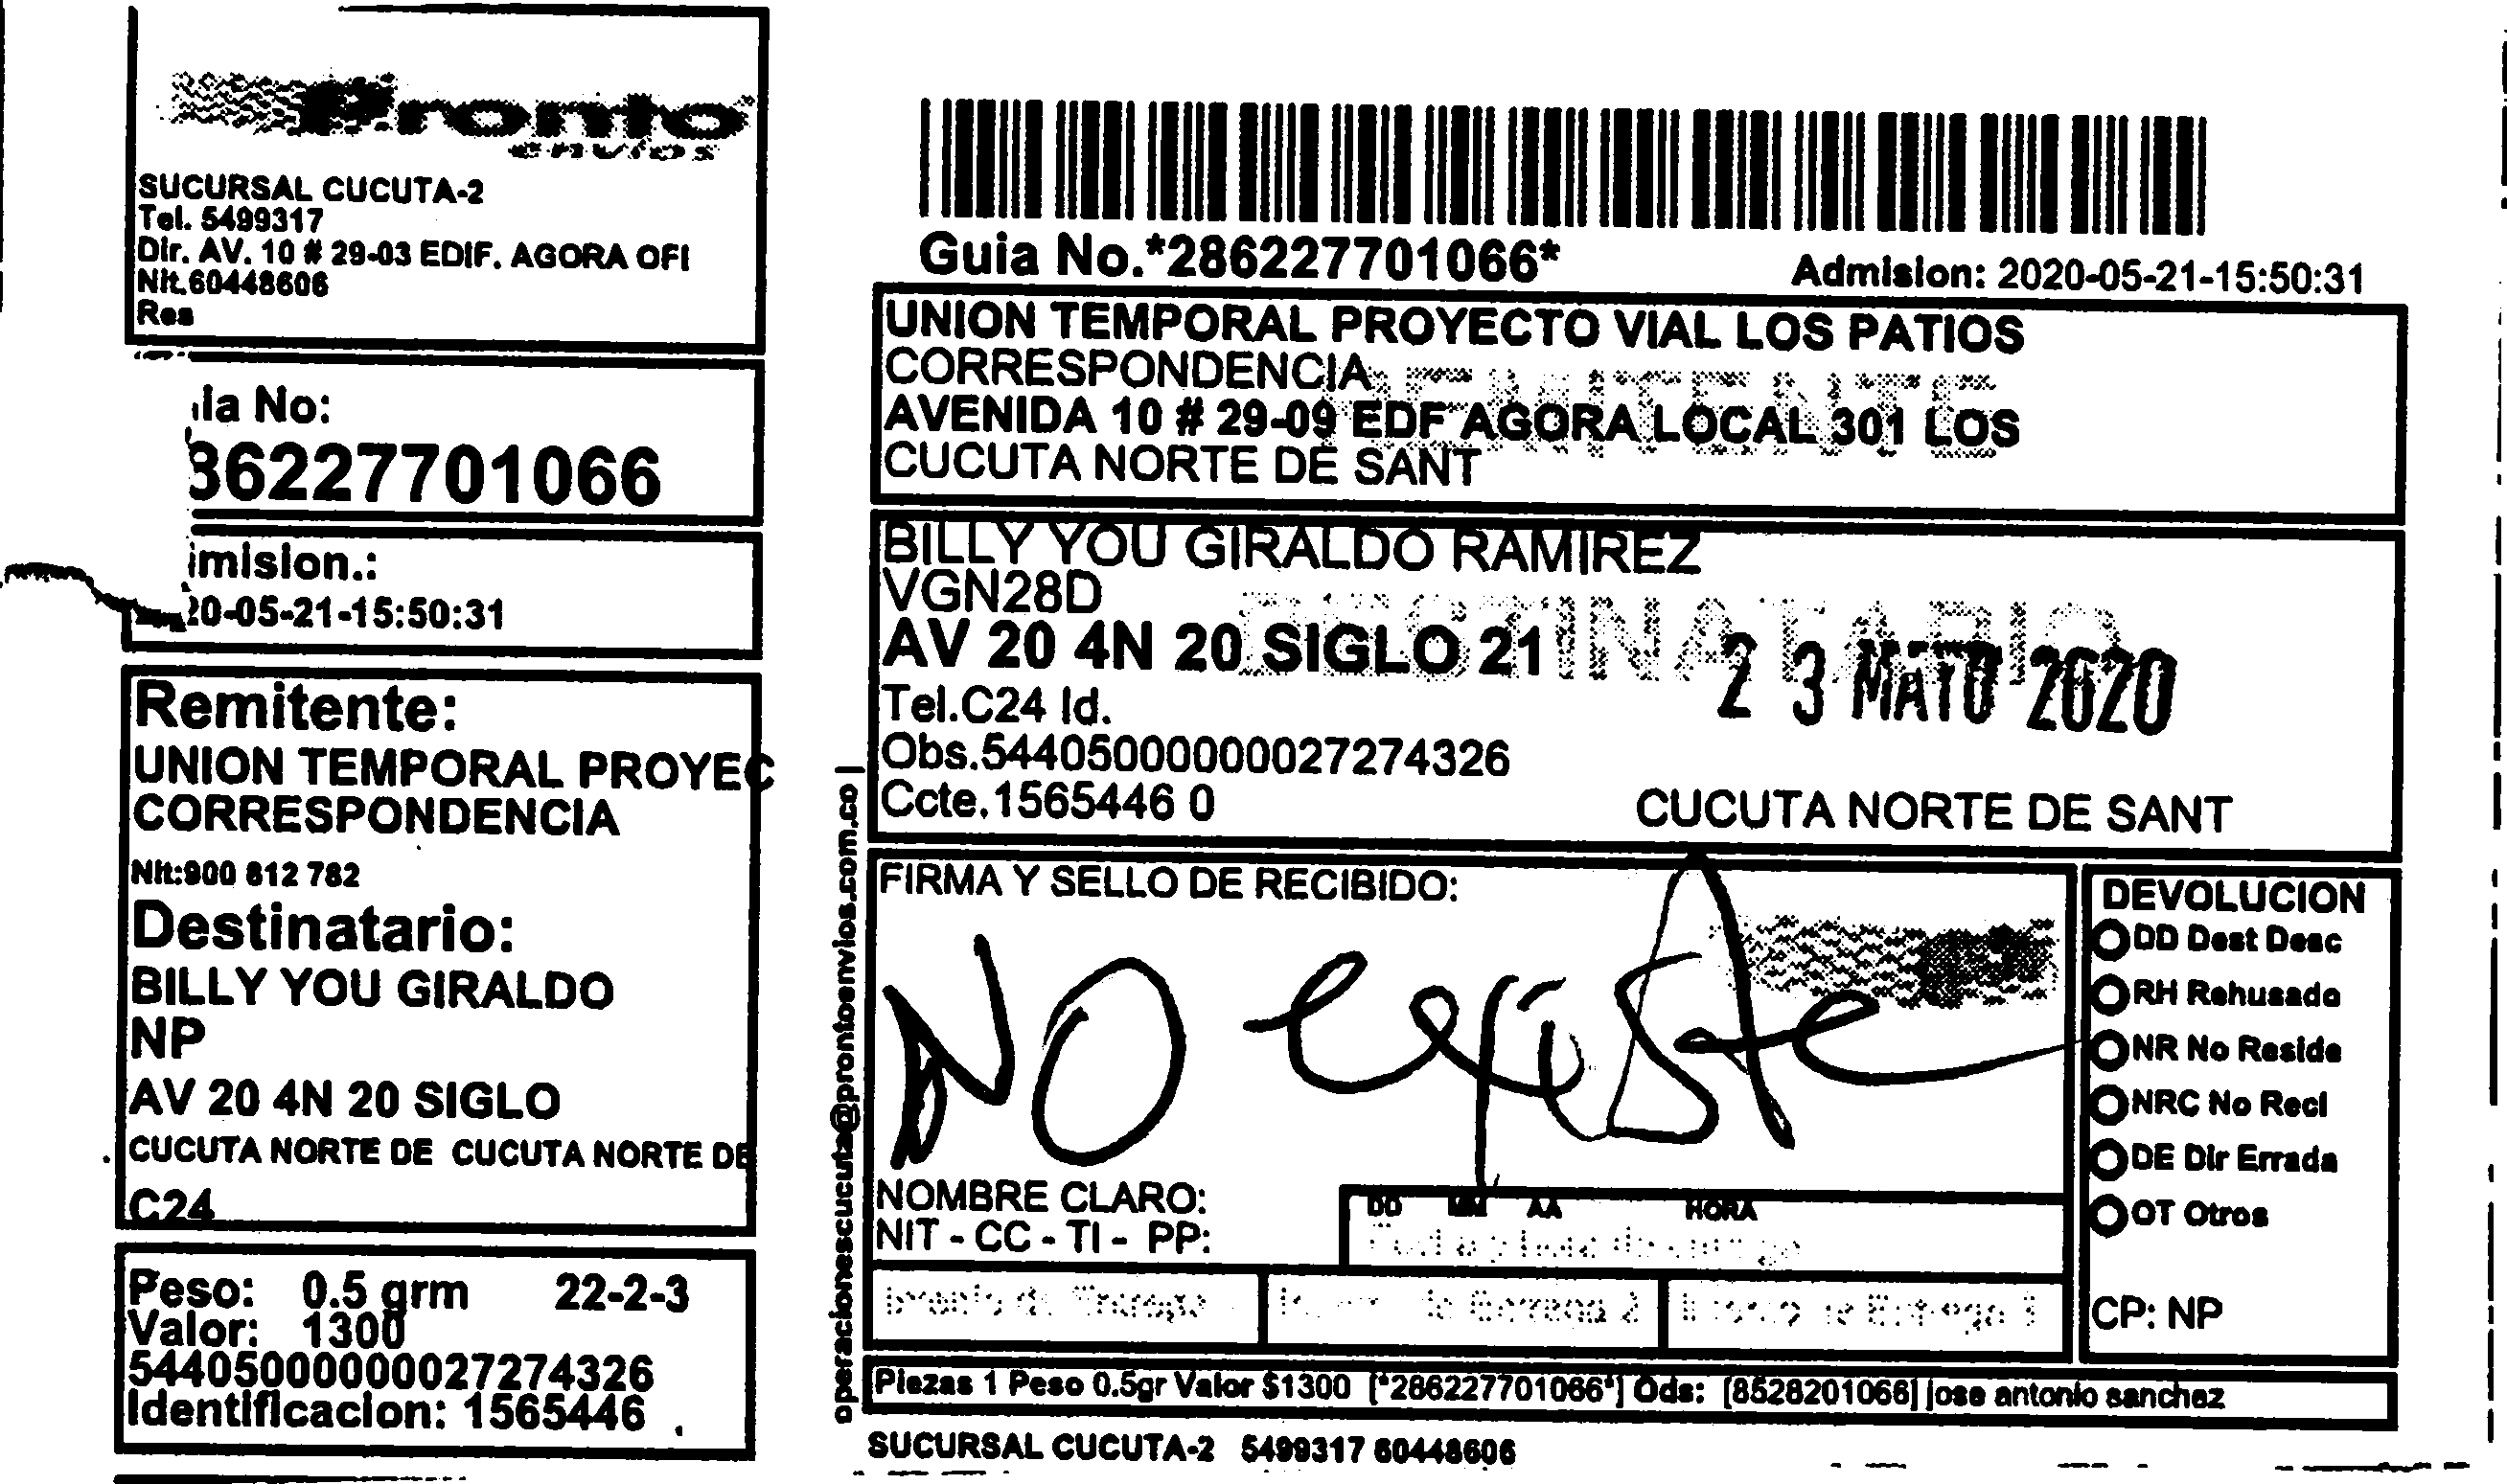 Pronto
envios
SUCURSAL CUCUTA-2
Tel. 5499317
Dir. AV. 10 # 29-03 EDIF. AGORA OFI
Nit.60448606
Res
ia No:
86227701066
mision.:
20-05-21-15:50:31
Remitente:
UNION TEMPORAL PROYEC
CORRESPONDENCIA
Nit:900 812 782
Destinatario:
BILLY YOU GIRALDO
NP
AV 20 4N 20 SIGLO
CUCUTA NORTE DE CUCUTA NORTE DE
C24
Peso: 0.5 grm 22-2-3
Valor: 1300
544050000000027274326
Identificacion: 1565446
operacionescucuta@prontoenvios.com.co |
Guia No.*286227701066*
Admision: 2020-05-21-15:50:31
UNION TEMPORAL PROYECTO VIAL LOS PATIOS
CORRESPONDENCIA
REMITENTE
AVENIDA 10 # 29-09 EDF AGORA LOCAL 301 LOS
CUCUTA NORTE DE SANT
BILLY YOU GIRALDO RAMIREZ
VGN28D
DESTINATARIO
AV 20 4N 20 SIGLO 21
23 MAYO 2020
Tel.C24 Id.
Obs.544050000000027274326
Ccte.1565446 0
CUCUTA NORTE DE SANT
FIRMA Y SELLO DE RECIBIDO:
NO existe
NOMBRE CLARO:
NIT - CC - TI - PP:
DD MM AA HORA
DEVOLUCION
DD Dest Desc
RH Rehusado
NR No Reside
NRC No Recl
DE Dir Errada
OT Otros
CP: NP
Piezas 1 Peso 0.5gr Valor $1300 [*286227701066*] Ods: [8528201066] jose antonio sanchez
SUCURSAL CUCUTA-2 5499317 60448606